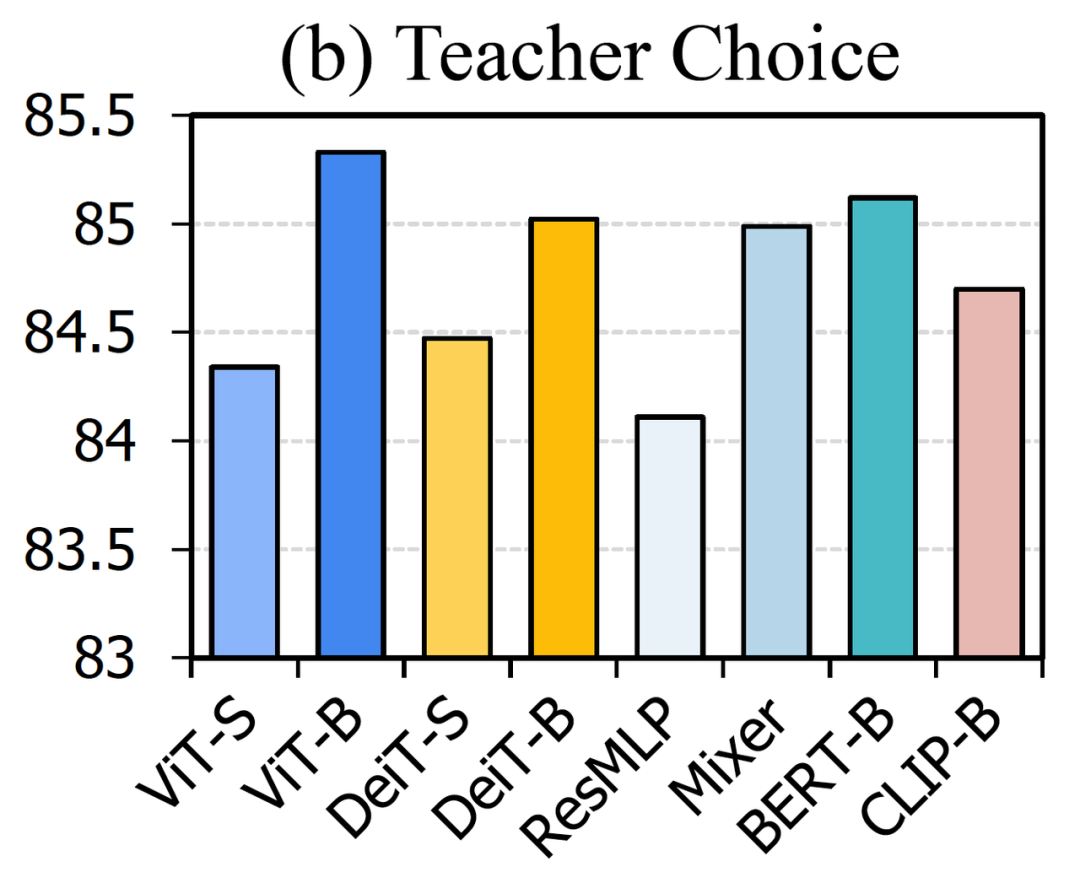 (b) Teacher Choice
85.5
85
84.5
84
83.5
83
ViT-S
ViT-B
DeiT-S
DeiT-B
ResMLP
Mixer
BERT-B
CLIP-B